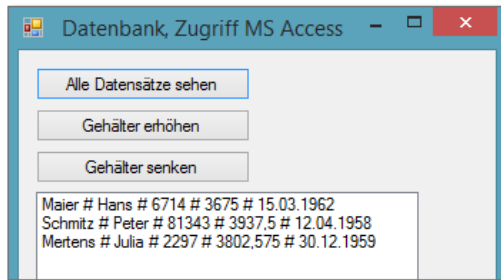 Datenbank, Zugriff MS Access
Alle Datensätze sehen
Gehälter erhöhen
Gehälter senken
Maier # Hans # 6714 # 3675 # 15.03.1962
Schmitz # Peter # 81343 # 3937,5 # 12.04.1958
Mertens # Julia # 2297 # 3802,575 # 30.12.1959